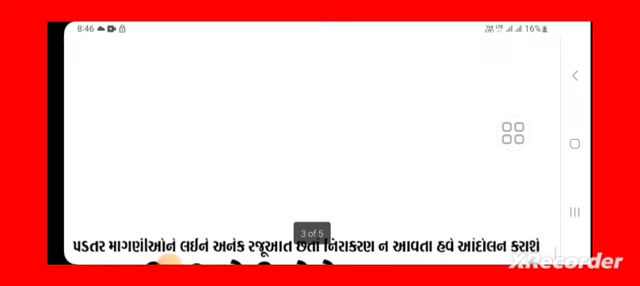 8:46
16%
3 of 5
પડતર માગણીઓને લઈને અનેક રજૂઆત છતાં નિરાકરણ ન આવતા હવે આંદોલન કરાશે
XRecorder